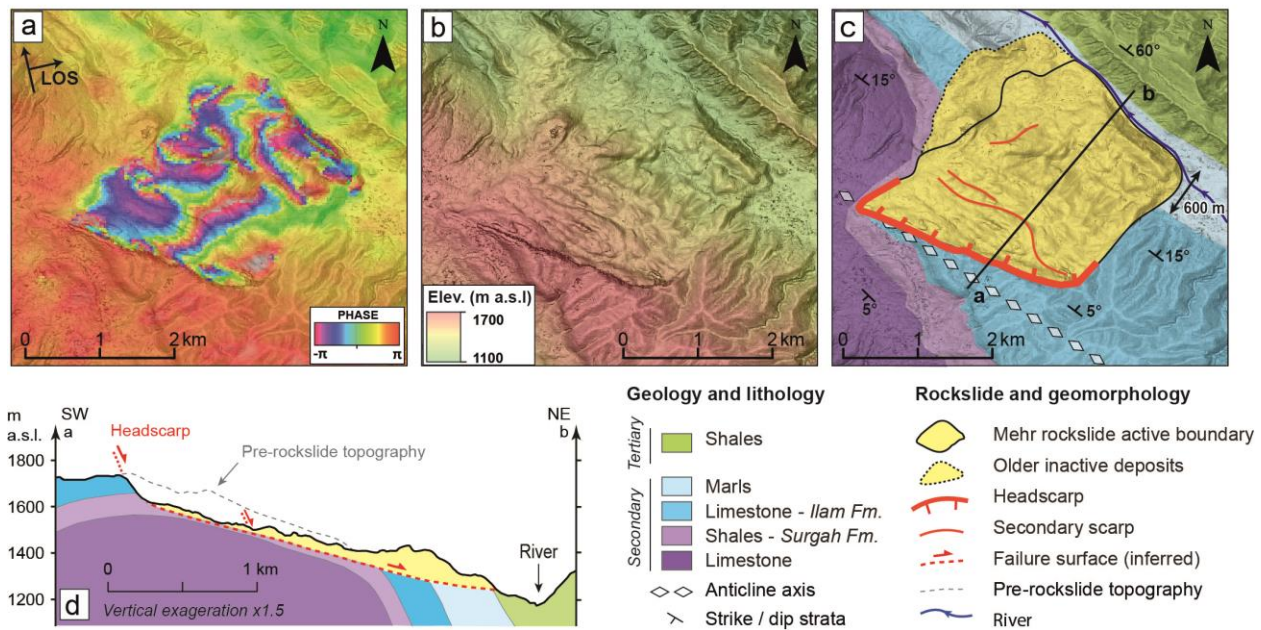 a
N
LOS
PHASE
-π
π
0
2 km
b
N
Elev. (m a.s.l)
1700
1100
0
1
2 km
c
N
15°
60°
b
600 m
15°
a
5°
5°
0
2 km
m
a.s.l.
SW
a
NE
b
Headscarp
Pre-rockslide topography
1800
1600
1400
1200
0
1 km
River
d
Vertical exageration x1.5
Geology and lithology
Tertiary
Shales
Secondary
Marls
Limestone - Ilam Fm.
Shales - Surgah Fm.
Limestone
Anticline axis
Strike / dip strata
Rockslide and geomorphology
Mehr rockslide active boundary
Older inactive deposits
Headscarp
Secondary scarp
Failure surface (inferred)
Pre-rockslide topography
River